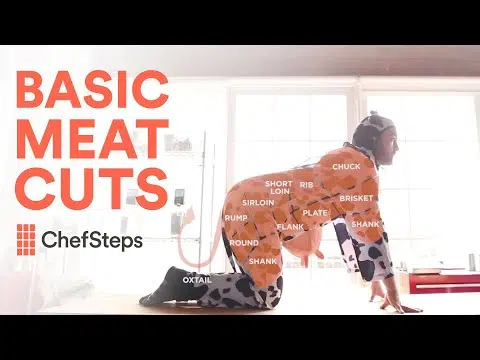 BASIC
MEAT
CUTS
ChefSteps
CHUCK
SHORT
LOIN
RIB
SIRLOIN
BRISKET
RUMP
PLATE
FLANK
SHANK
ROUND
SHANK
OXTAIL